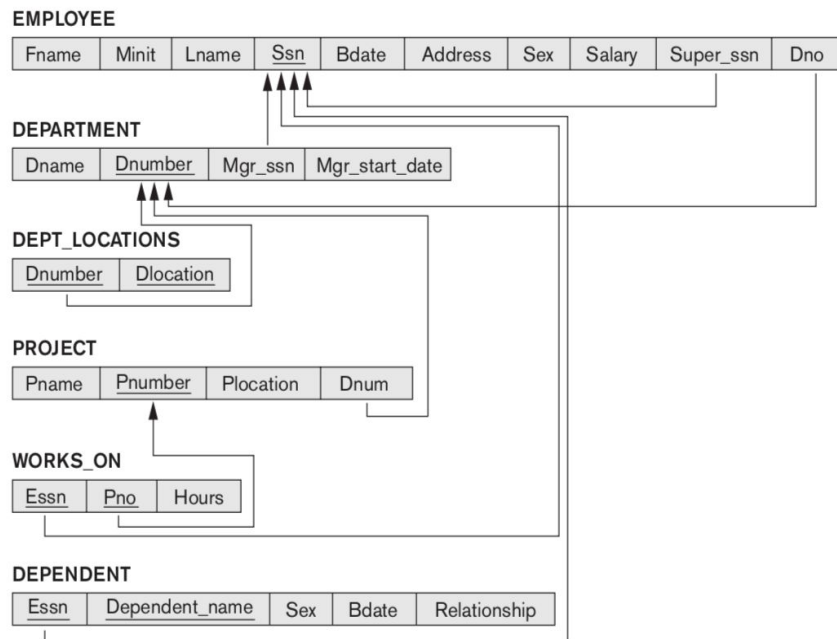 EMPLOYEE
Fname Minit Lname Ssn Bdate Address Sex Salary Super_ssn Dno
DEPARTMENT
Dname Dnumber Mgr_ssn Mgr_start_date
DEPT_LOCATIONS
Dnumber Dlocation
PROJECT
Pname Pnumber Plocation Dnum
WORKS_ON
Essn Pno Hours
DEPENDENT
Essn Dependent_name Sex Bdate Relationship